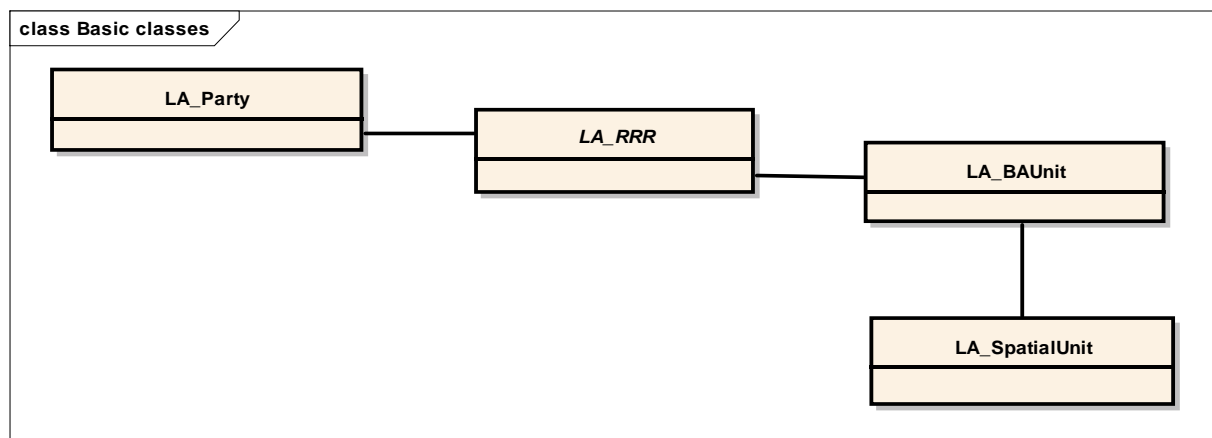 class Basic classes
LA_Party
LA_RRR
LA_BAUnit
LA_SpatialUnit